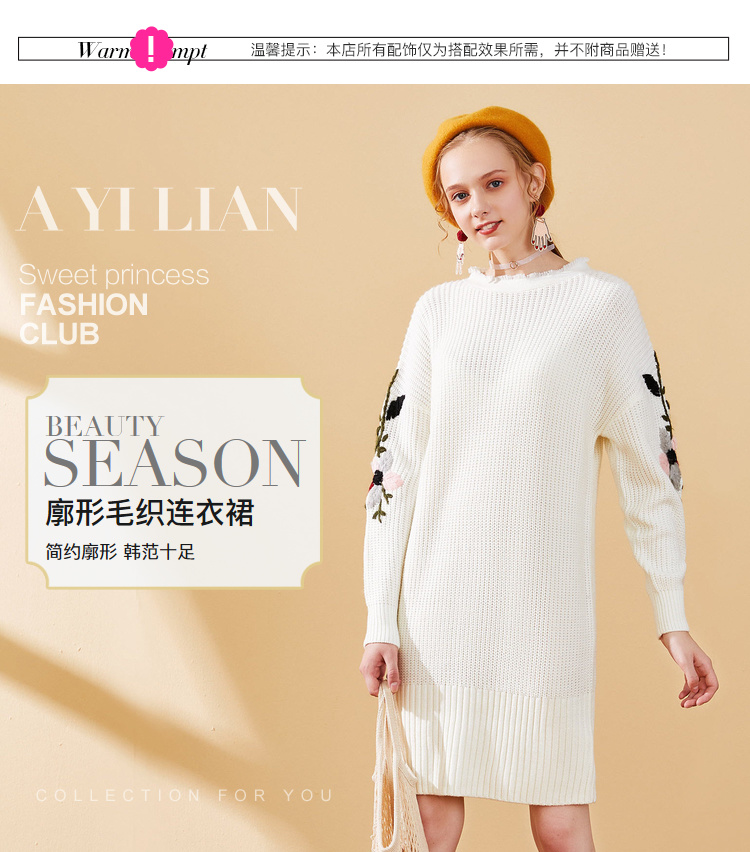 温馨提示：本店所有配饰仅为搭配效果所需，并不附商品赠送！
A YI LIAN
Sweet princess
FASHION
CLUB
BEAUTY
SEASON
廓形毛织连衣裙
简约廓形 韩范十足
COLLECTION FOR YOU